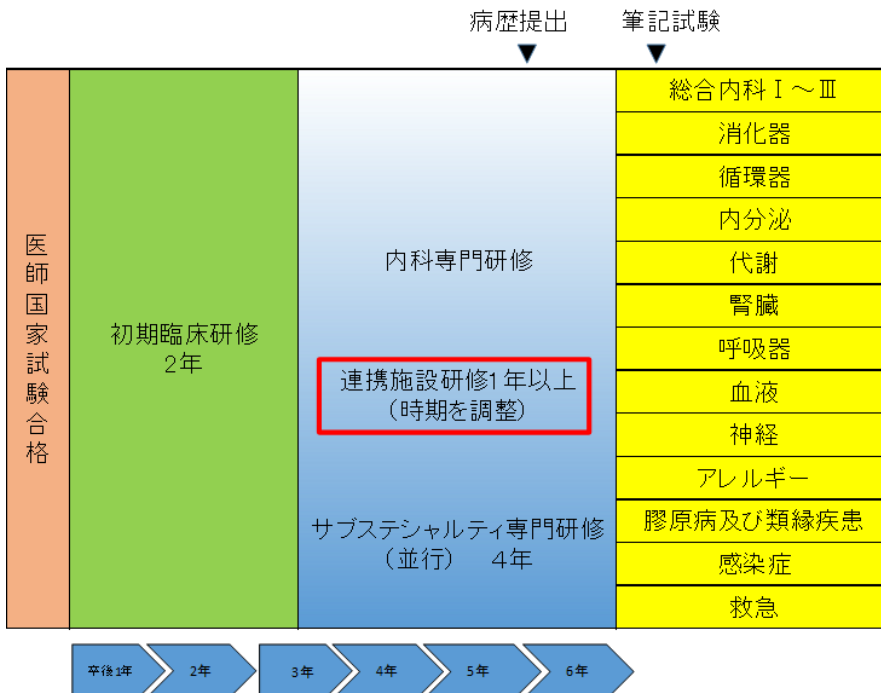 病歴提出
筆記試験
医師国家試験合格
初期臨床研修
2年
内科専門研修
連携施設研修1年以上
（時期を調整）
サブステシャルティ専門研修
（並行） 4年
総合内科Ⅰ～Ⅲ
消化器
循環器
内分泌
代謝
腎臓
呼吸器
血液
神経
アレルギー
膠原病及び類縁疾患
感染症
救急
卒後1年
2年
3年
4年
5年
6年